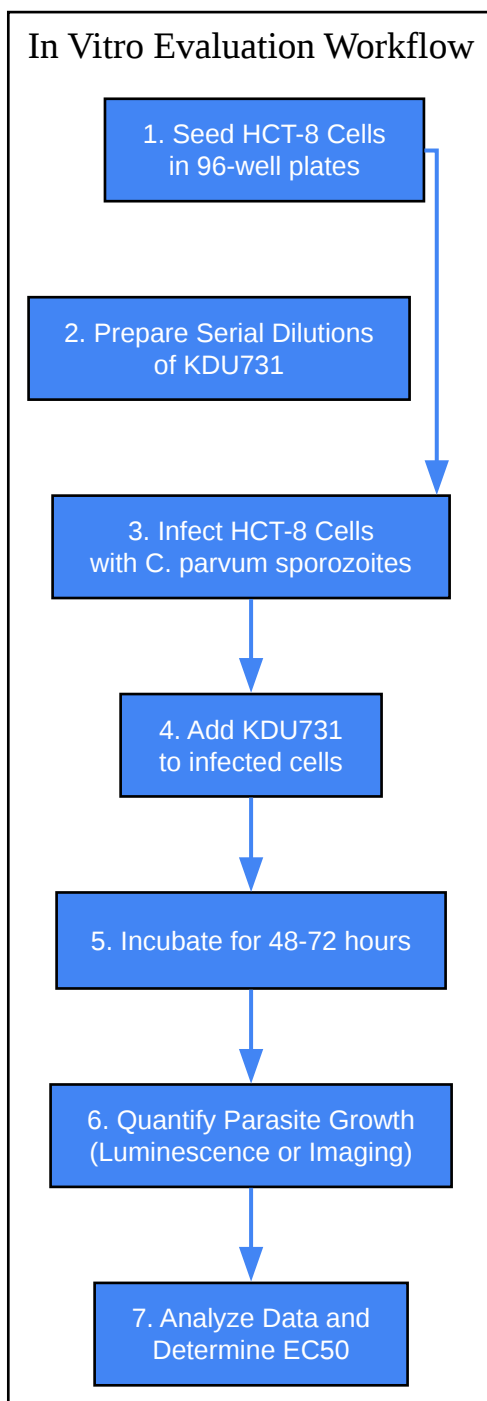 In Vitro Evaluation Workflow
1. Seed HCT-8 Cells
in 96-well plates
2. Prepare Serial Dilutions
of KDU731
3. Infect HCT-8 Cells
with C. parvum sporozoites
4. Add KDU731
to infected cells
5. Incubate for 48-72 hours
6. Quantify Parasite Growth
(Luminescence or Imaging)
7. Analyze Data and
Determine EC50